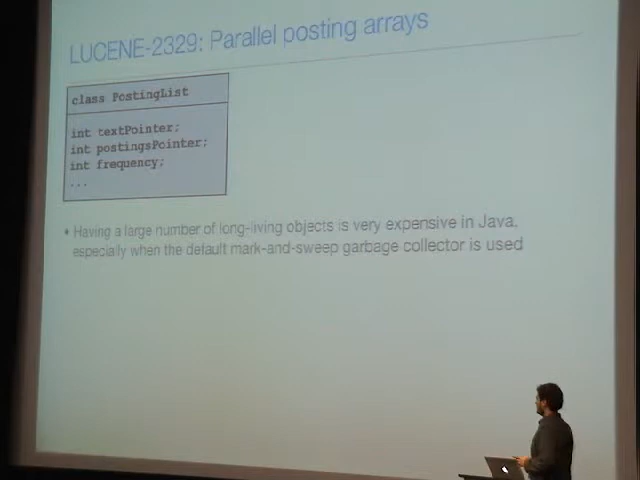 LUCENE-2329: Parallel posting arrays
class PostingList
int textPointer;
int postingsPointer;
int frequency;
...
• Having a large number of long-living objects is very expensive in Java,
especially when the default mark-and-sweep garbage collector is used